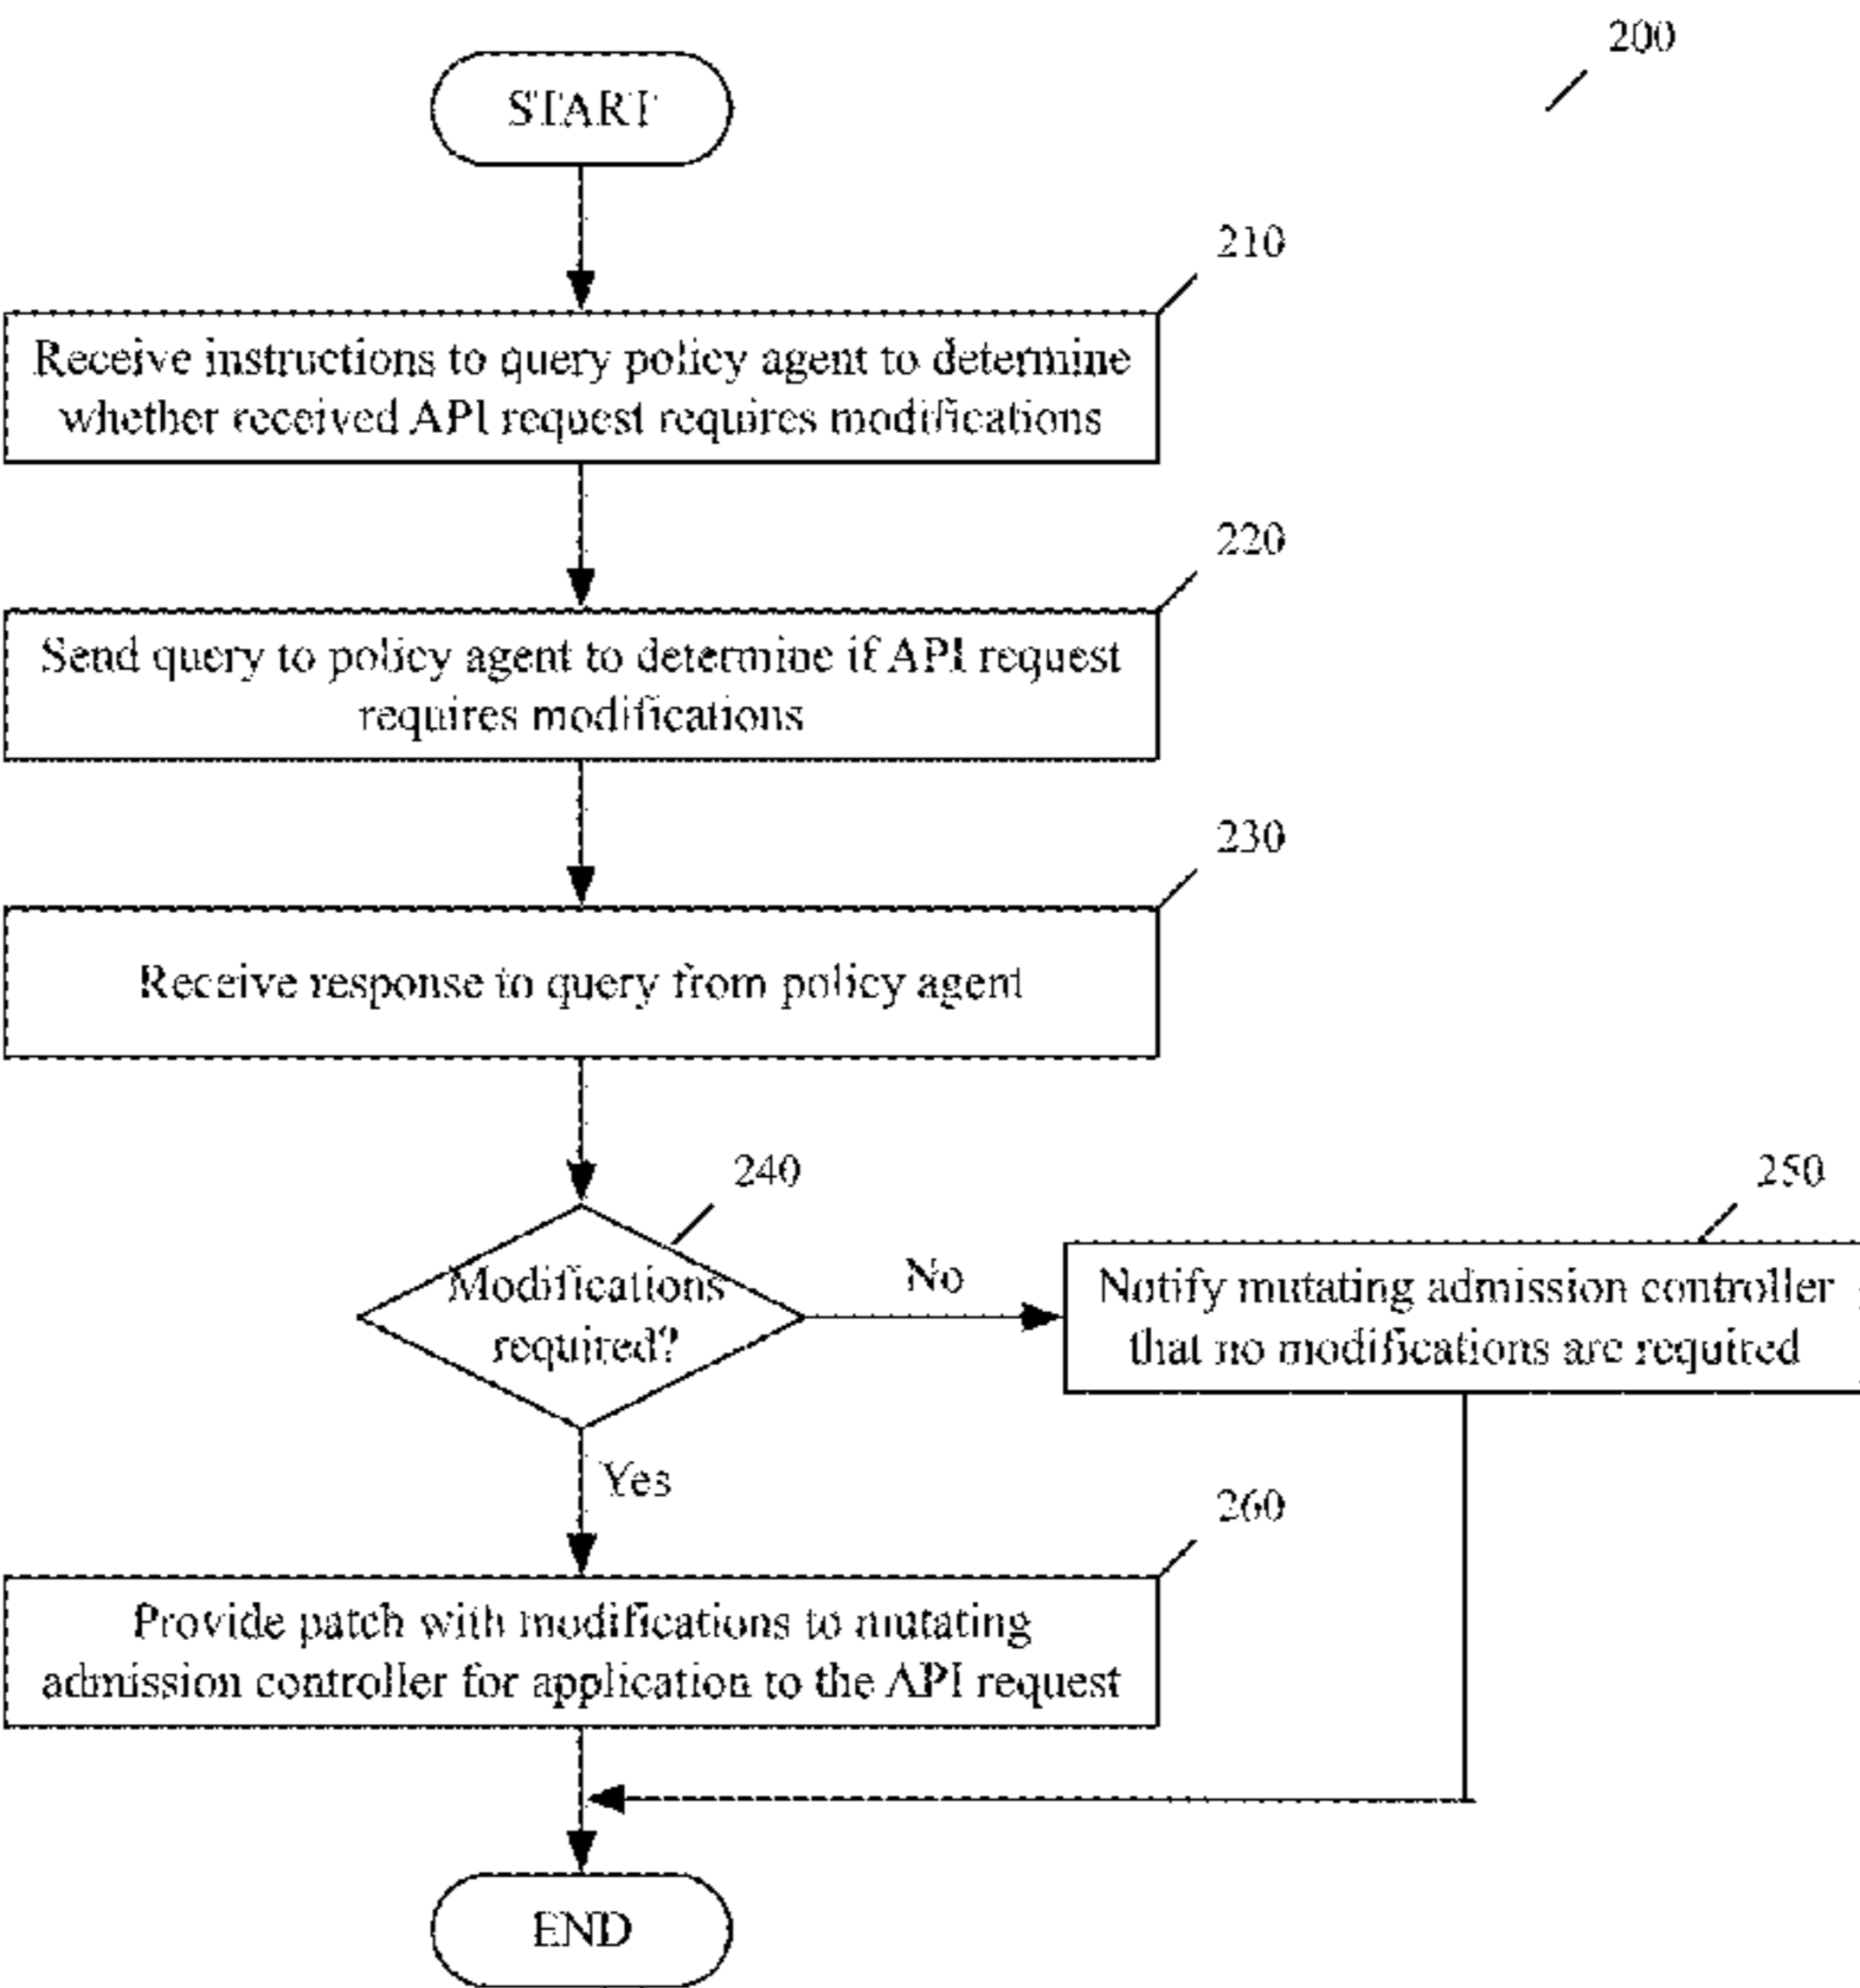 200
START
210
Receive instructions to query policy agent to determine
whether received API request requires modifications
220
Send query to policy agent to determine if API request
requires modifications
230
Receive response to query from policy agent
240
Modifications
required?
No
250
Notify mutating admission controller
that no modifications are required
Yes
260
Provide patch with modifications to mutating
admission controller for application to the API request
END